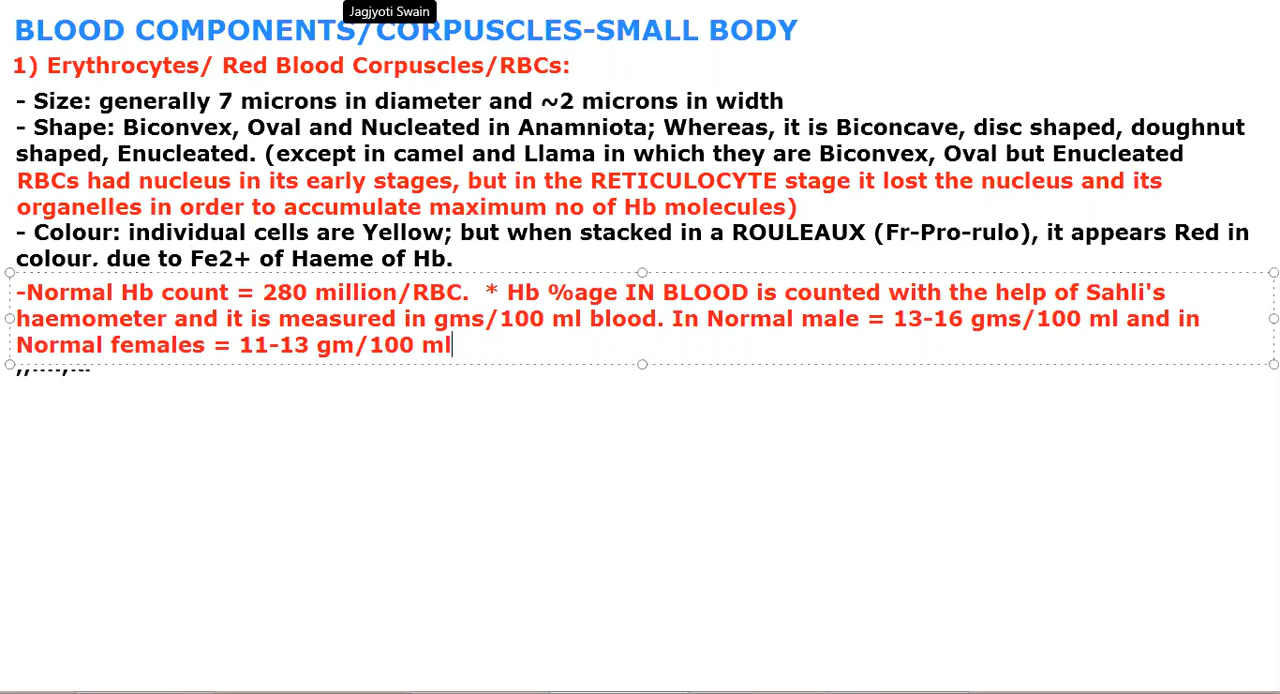 Jagjyoti Swain
BLOOD COMPONENTS/CORPUSCLES-SMALL BODY
1) Erythrocytes/ Red Blood Corpuscles/RBCs:
- Size: generally 7 microns in diameter and ~2 microns in width
- Shape: Biconvex, Oval and Nucleated in Anamniota; Whereas, it is Biconcave, disc shaped, doughnut
shaped, Enucleated. (except in camel and Llama in which they are Biconvex, Oval but Enucleated
RBCs had nucleus in its early stages, but in the RETICULOCYTE stage it lost the nucleus and its
organelles in order to accumulate maximum no of Hb molecules)
- Colour: individual cells are Yellow; but when stacked in a ROULEAUX (Fr-Pro-rulo), it appears Red in
colour. due to Fe2+ of Haeme of Hb.
-Normal Hb count = 280 million/RBC.  * Hb %age IN BLOOD is counted with the help of Sahli's
haemometer and it is measured in gms/100 ml blood. In Normal male = 13-16 gms/100 ml and in
Normal females = 11-13 gm/100 ml